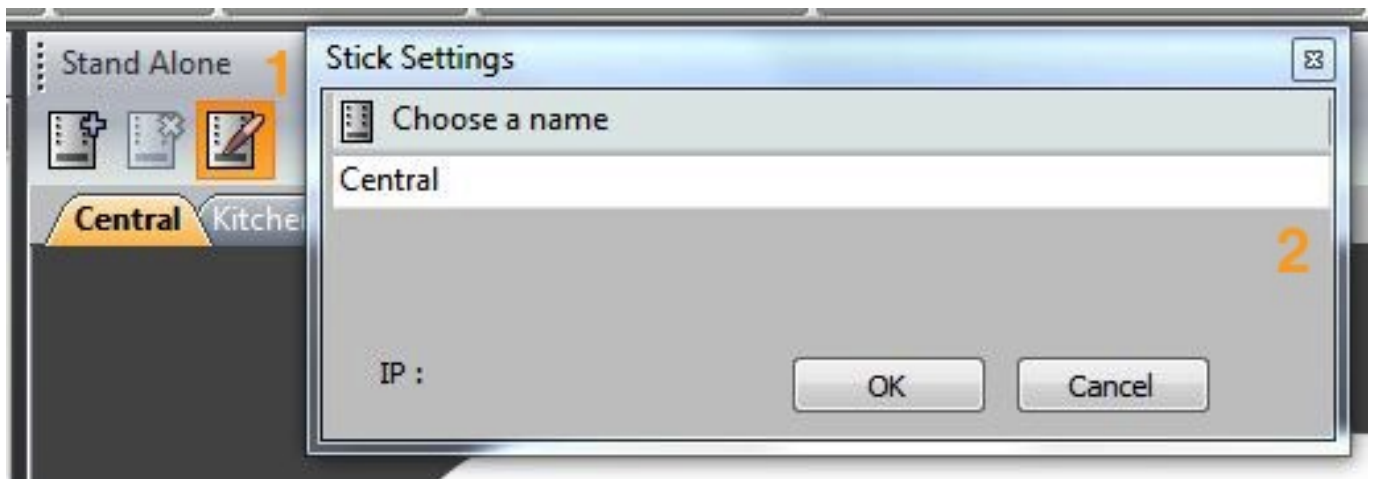 Stand Alone
1
Stick Settings
Choose a name
Central
Central
2
IP :
OK
Cancel